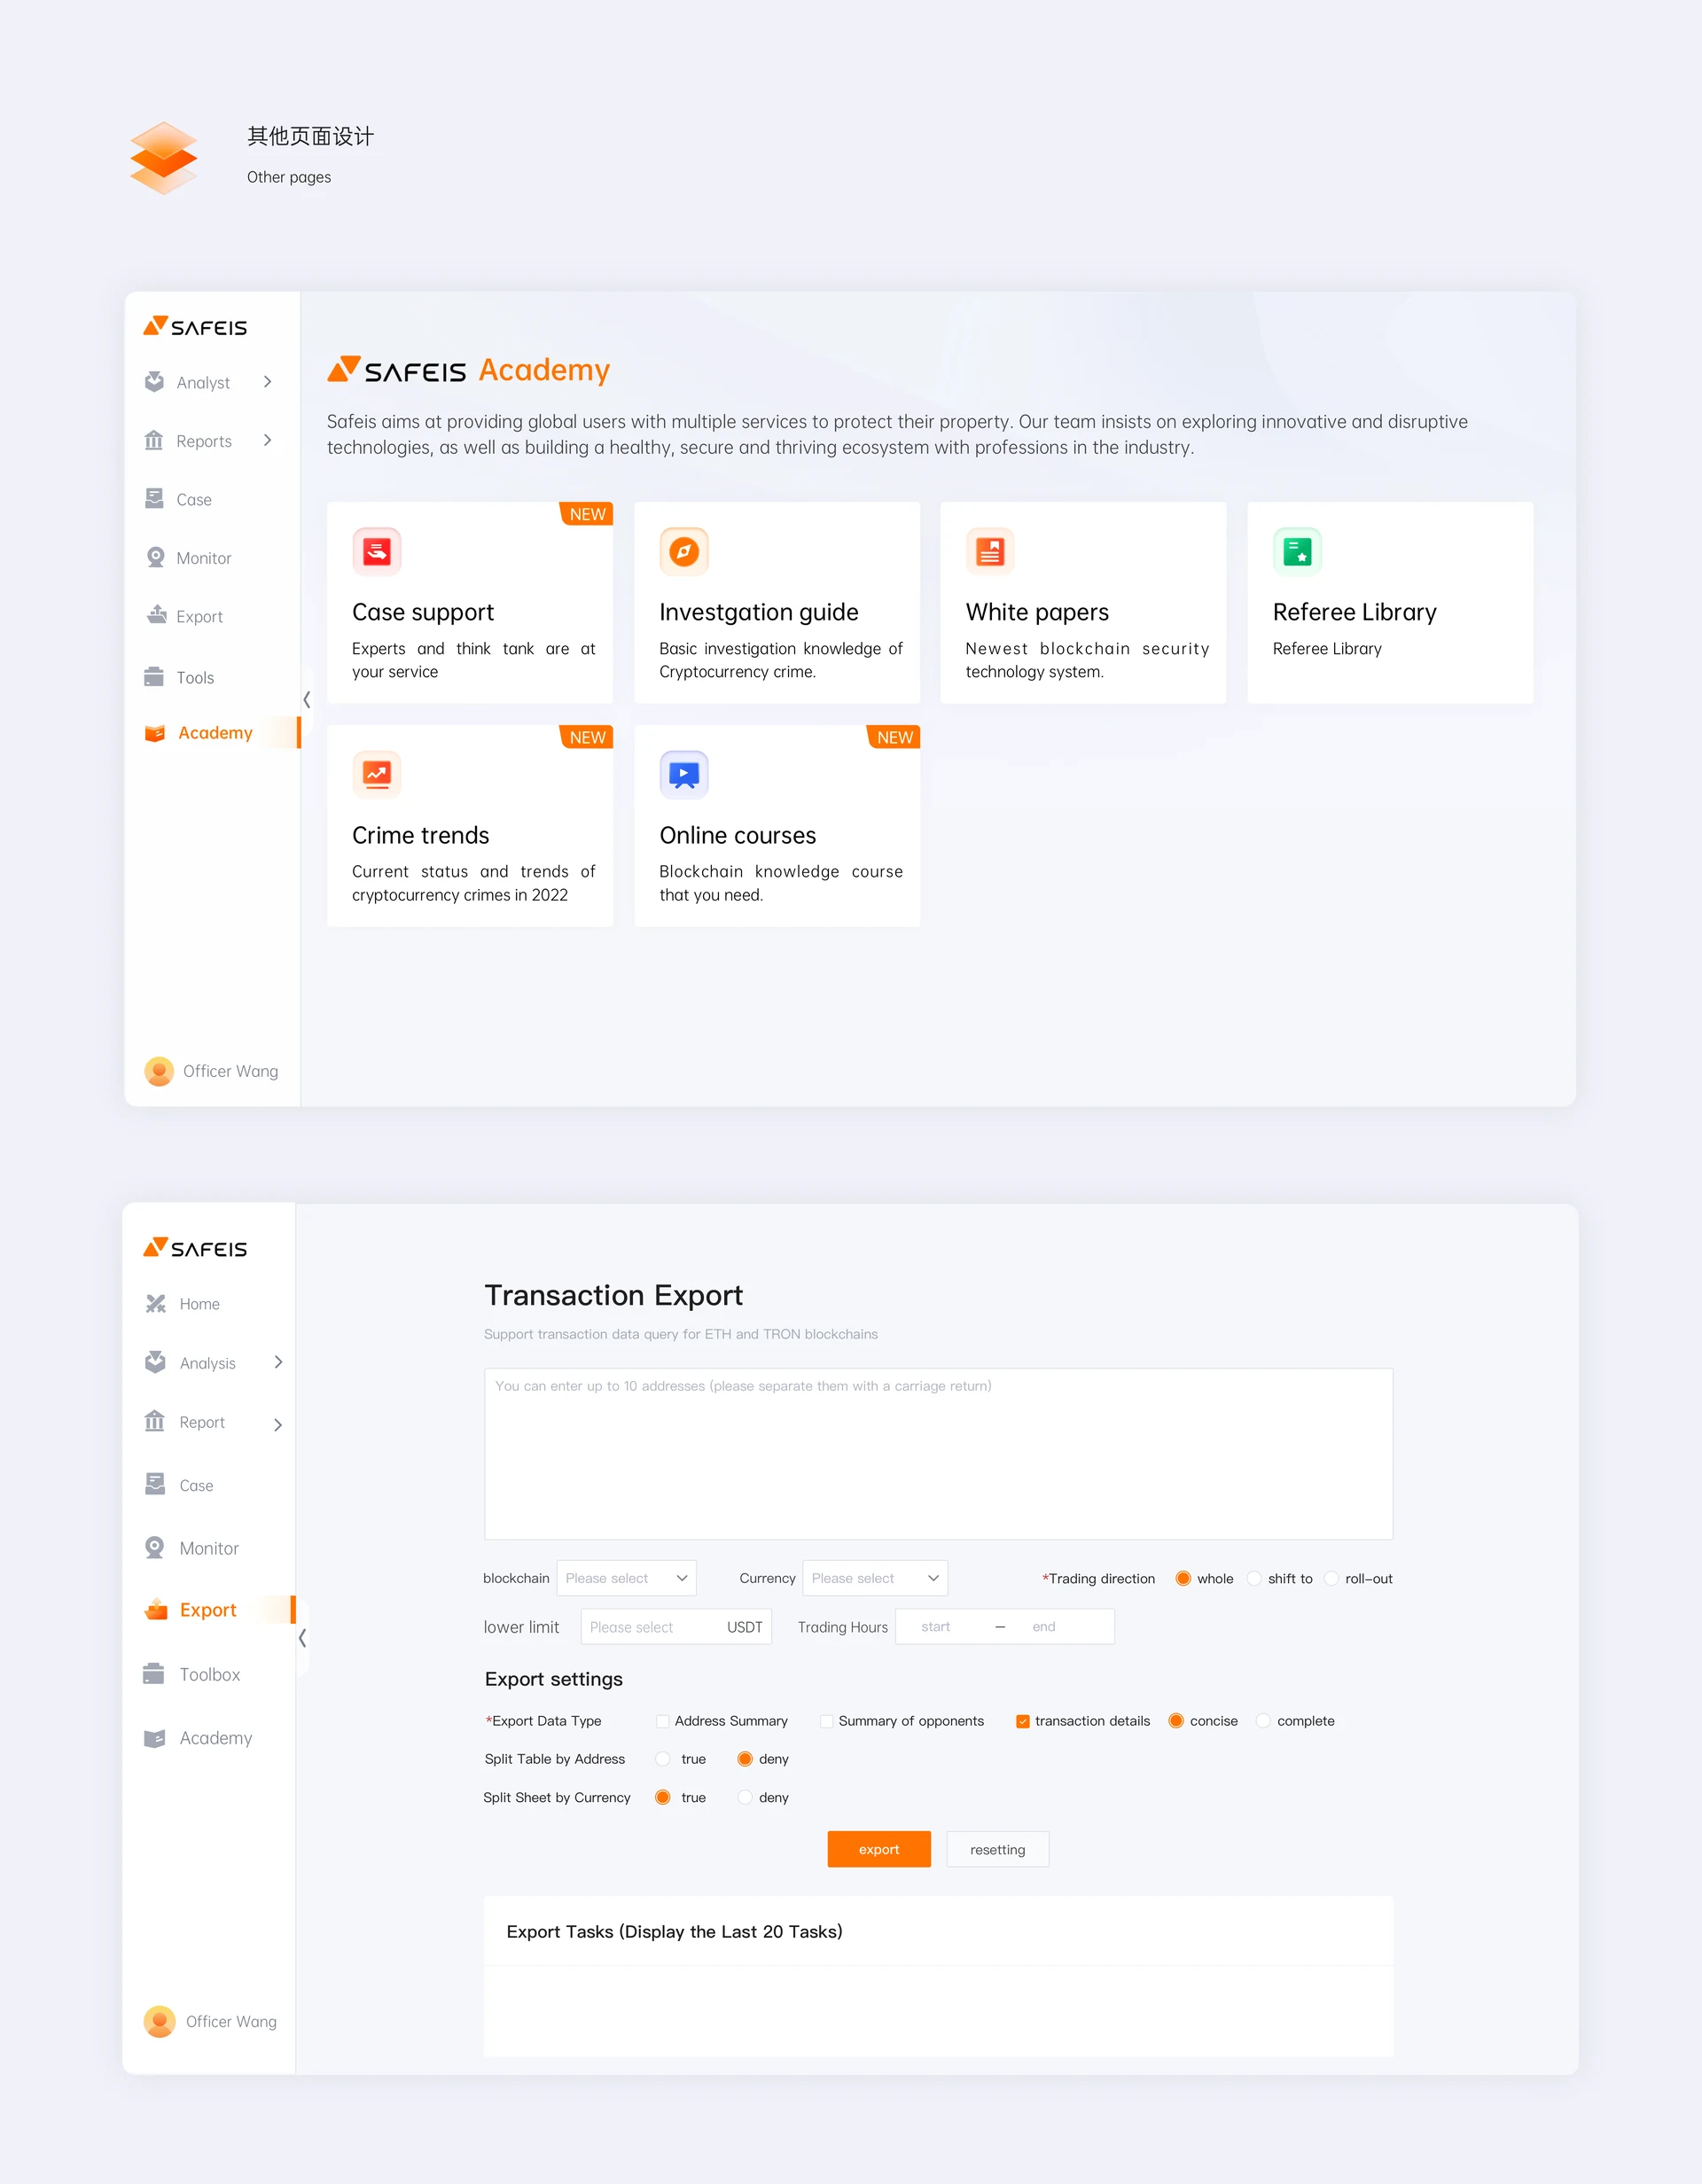 其他页面设计
Other pages
SAFEIS
Analyst
Reports
Case
Monitor
Export
Tools
Academy
Officer Wang
SAFEIS Academy
Safeis aims at providing global users with multiple services to protect their property. Our team insists on exploring innovative and disruptive
technologies, as well as building a healthy, secure and thriving ecosystem with professions in the industry.
NEW
Case support
Experts and think tank are at
your service
Investgation guide
Basic investigation knowledge of
Cryptocurrency crime.
White papers
Newest blockchain security
technology system.
Referee Library
Referee Library
NEW
Crime trends
Current status and trends of
cryptocurrency crimes in 2022
NEW
Online courses
Blockchain knowledge course
that you need.
SAFEIS
Home
Analysis
Report
Case
Monitor
Export
Toolbox
Academy
Officer Wang
Transaction Export
Support transaction data query for ETH and TRON blockchains
You can enter up to 10 addresses (please separate them with a carriage return)
blockchain Please select Currency Please select *Trading direction whole shift to roll-out
lower limit Please select USDT Trading Hours start – end
Export settings
*Export Data Type Address Summary Summary of opponents transaction details concise complete
Split Table by Address true deny
Split Sheet by Currency true deny
export resetting
Export Tasks (Display the Last 20 Tasks)